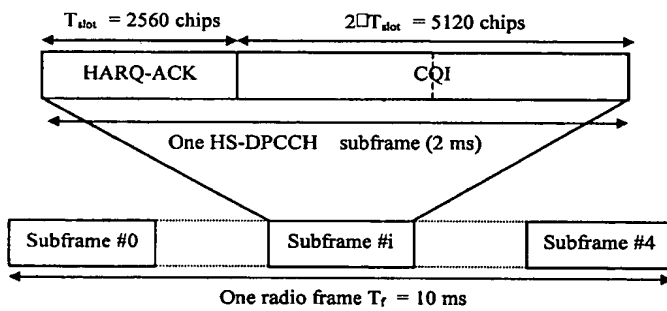 T_slot = 2560 chips
2□T_slot = 5120 chips
HARQ-ACK
CQI
One HS-DPCCH subframe (2 ms)
Subframe #0
Subframe #i
Subframe #4
One radio frame T_f = 10 ms